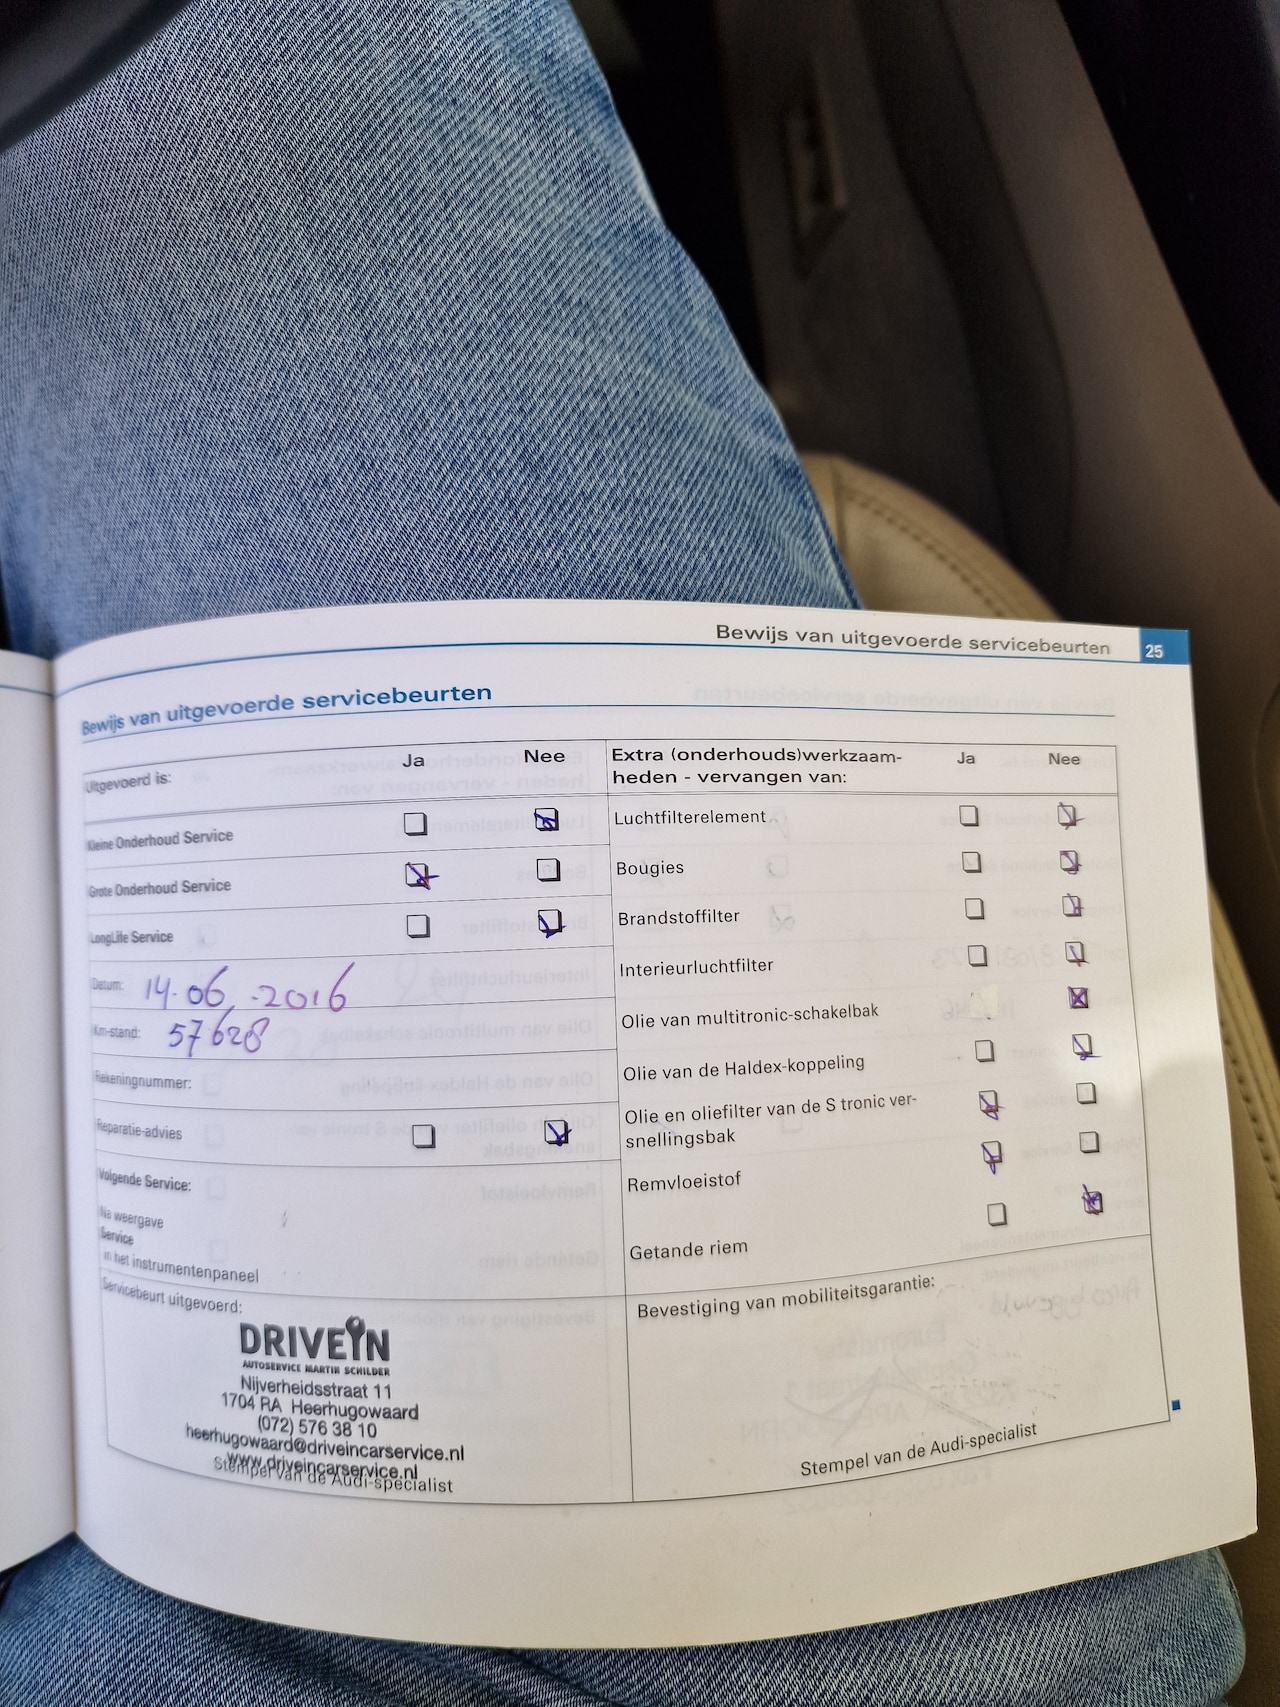 Bewijs van uitgevoerde servicebeurten 25
Bewijs van uitgevoerde servicebeurten
Uitgevoerd is: Ja Nee
Kleine Onderhoud Service
Grote Onderhoud Service
LongLife Service
Datum: 14-06.-2016
Km-stand: 57628
Rekeningnummer:
Reparatie-advies
Volgende Service:
Na weergave
Service
in het instrumentenpaneel
Servicebeurt uitgevoerd:
DRIVEIN
AUTOSERVICE MARTIN SCHILDER
Nijverheidsstraat 11
1704 RA Heerhugowaard
(072) 576 38 10
heerhugowaard@driveincarservice.nl
www.driveincarservice.nl
Stempel van de Audi-specialist
Extra (onderhouds)werkzaam- Ja Nee
heden - vervangen van:
Luchtfilterelement
Bougies
Brandstoffilter
Interieurluchtfilter
Olie van multitronic-schakelbak
Olie van de Haldex-koppeling
Olie en oliefilter van de S tronic ver-
snellingsbak
Remvloeistof
Getande riem
Bevestiging van mobiliteitsgarantie:
Stempel van de Audi-specialist